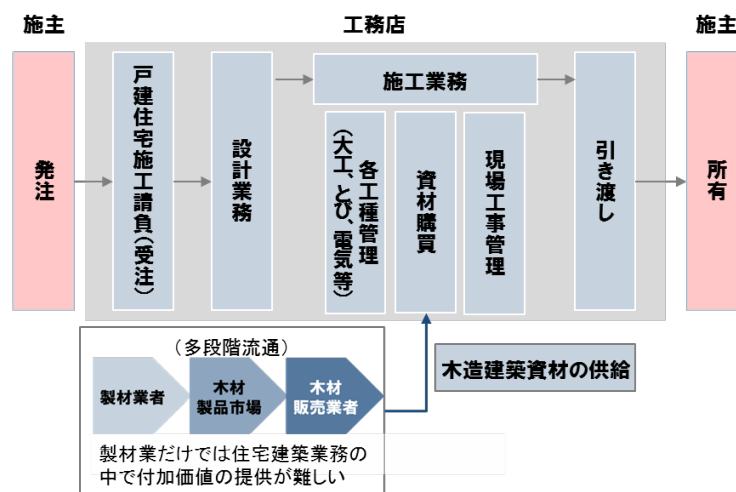 施主
工務店
施主
発注
戸建住宅施工請負(受注)
設計業務
施工業務
各工種管理
(大工、とび、電気等)
資材購買
現場工事管理
引き渡し
所有
(多段階流通)
製材業者
木材
製品市場
木材
販売業者
木造建築資材の供給
製材業だけでは住宅建築業務の
中で付加価値の提供が難しい